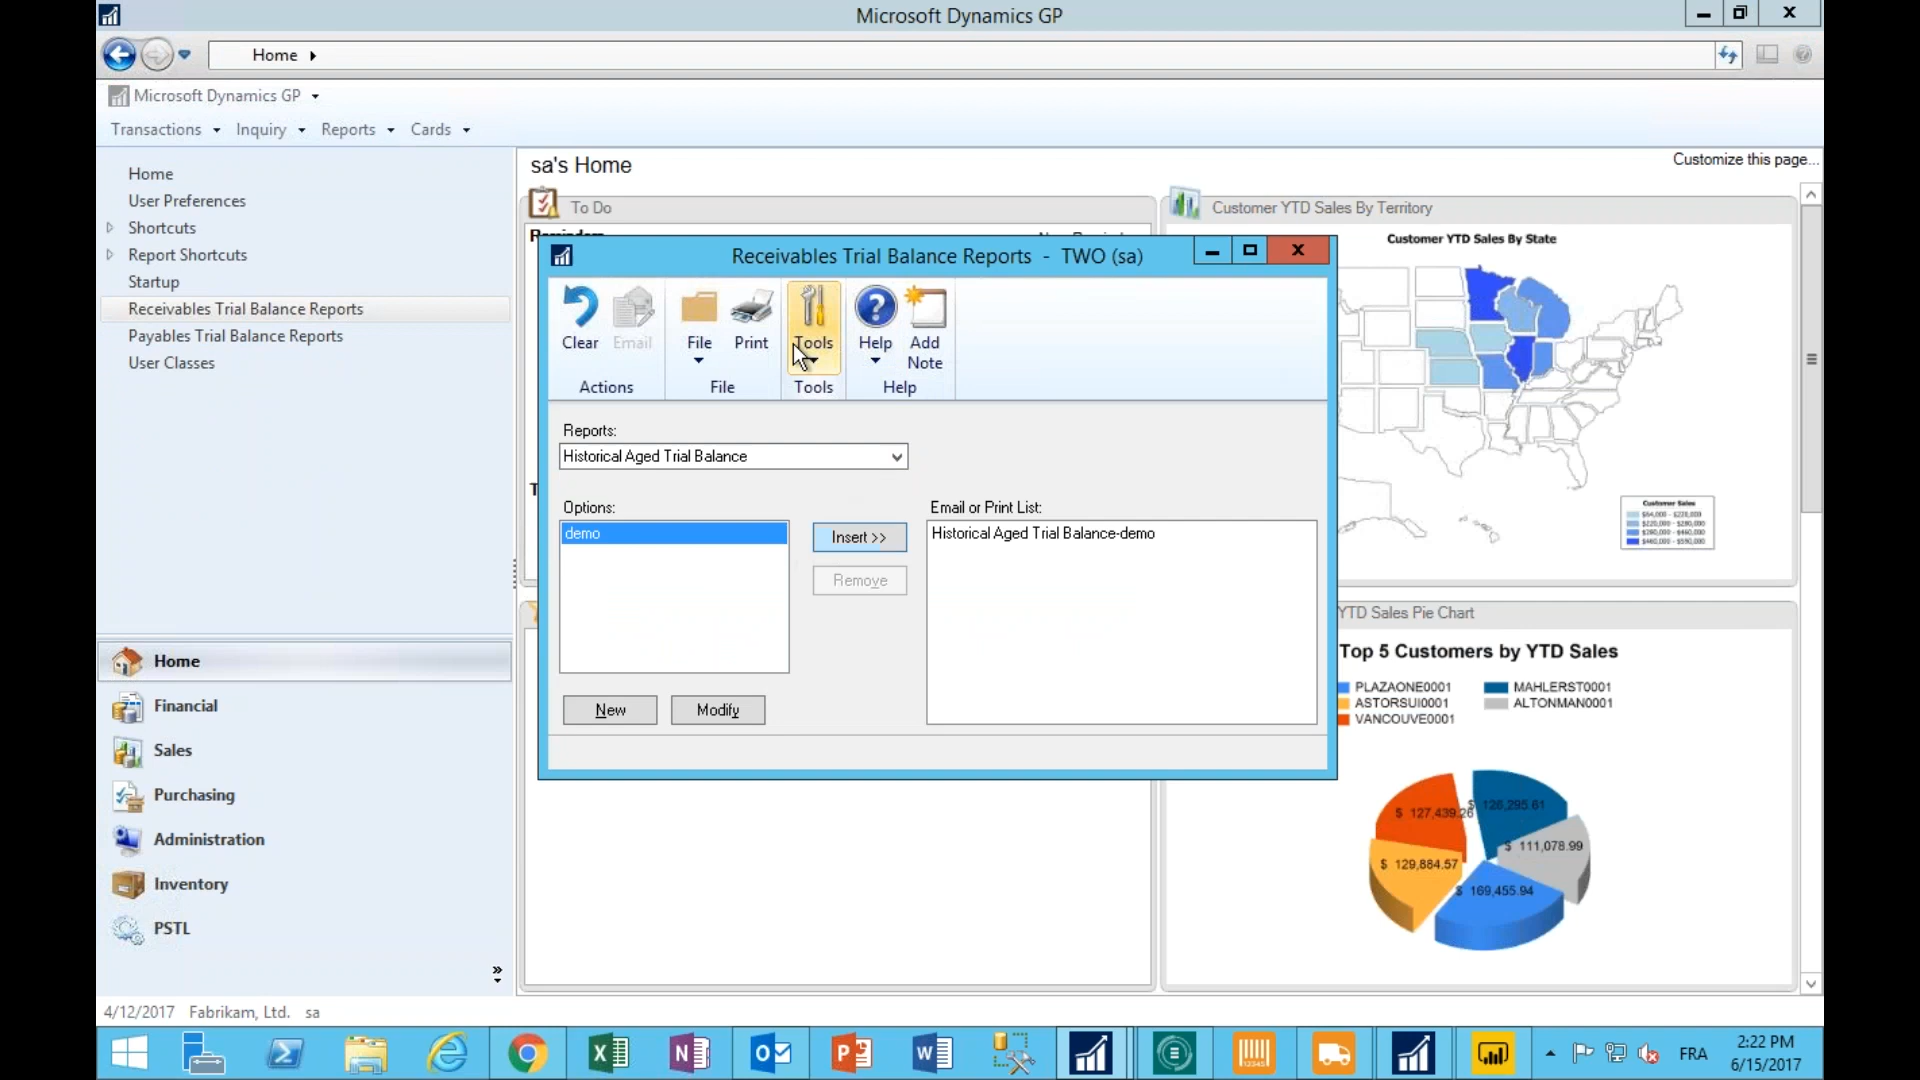 Microsoft Dynamics GP
Home
Microsoft Dynamics GP
Transactions Inquiry Reports Cards
Home
User Preferences
Shortcuts
Report Shortcuts
Startup
Receivables Trial Balance Reports
Payables Trial Balance Reports
User Classes
Home
Financial
Sales
Purchasing
Administration
Inventory
PSTL
sa's Home
Customize this page...
To Do
Customer YTD Sales By Territory
Customer YTD Sales By State
Customer Sales
Receivables Trial Balance Reports - TWO (sa)
Clear Email File Print Tools Help Add Note
Actions File Tools Help
Reports:
Historical Aged Trial Balance
Options:
demo
Insert >>
Remove
Email or Print List:
Historical Aged Trial Balance-demo
New Modify
YTD Sales Pie Chart
Top 5 Customers by YTD Sales
PLAZAONE0001 MAHLERST0001
ASTORSUI0001 ALTONMAN0001
VANCOUVE0001
$ 127,439.26
$ 126,295.61
$ 111,078.99
$ 129,884.57
$ 169,455.94
4/12/2017 Fabrikam, Ltd. sa
FRA
2:22 PM
6/15/2017